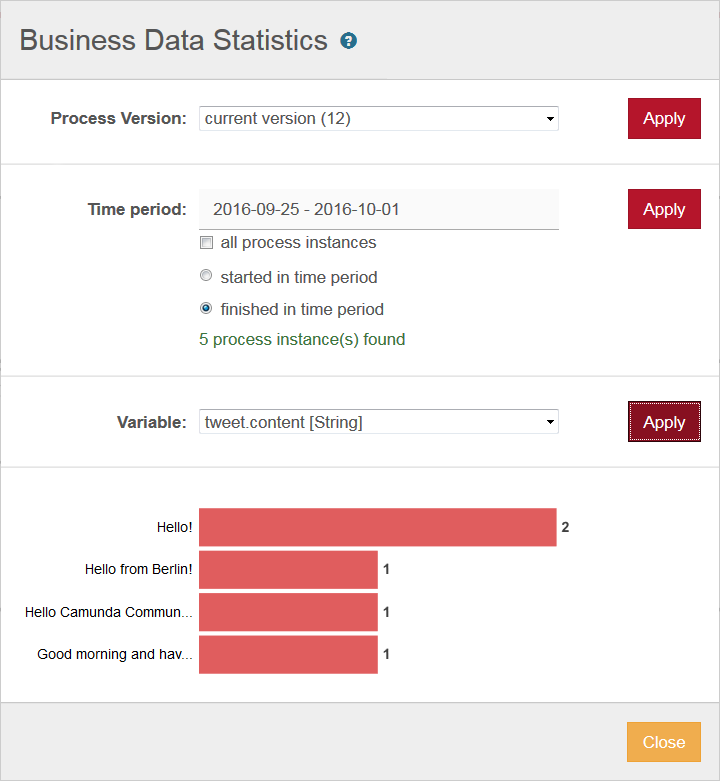 Business Data Statistics ?
Process Version: current version (12) Apply
Time period: 2016-09-25 - 2016-10-01 Apply
all process instances
started in time period
finished in time period
5 process instance(s) found
Variable: tweet.content [String] Apply
Hello! 2
Hello from Berlin! 1
Hello Camunda Commun... 1
Good morning and hav... 1
Close